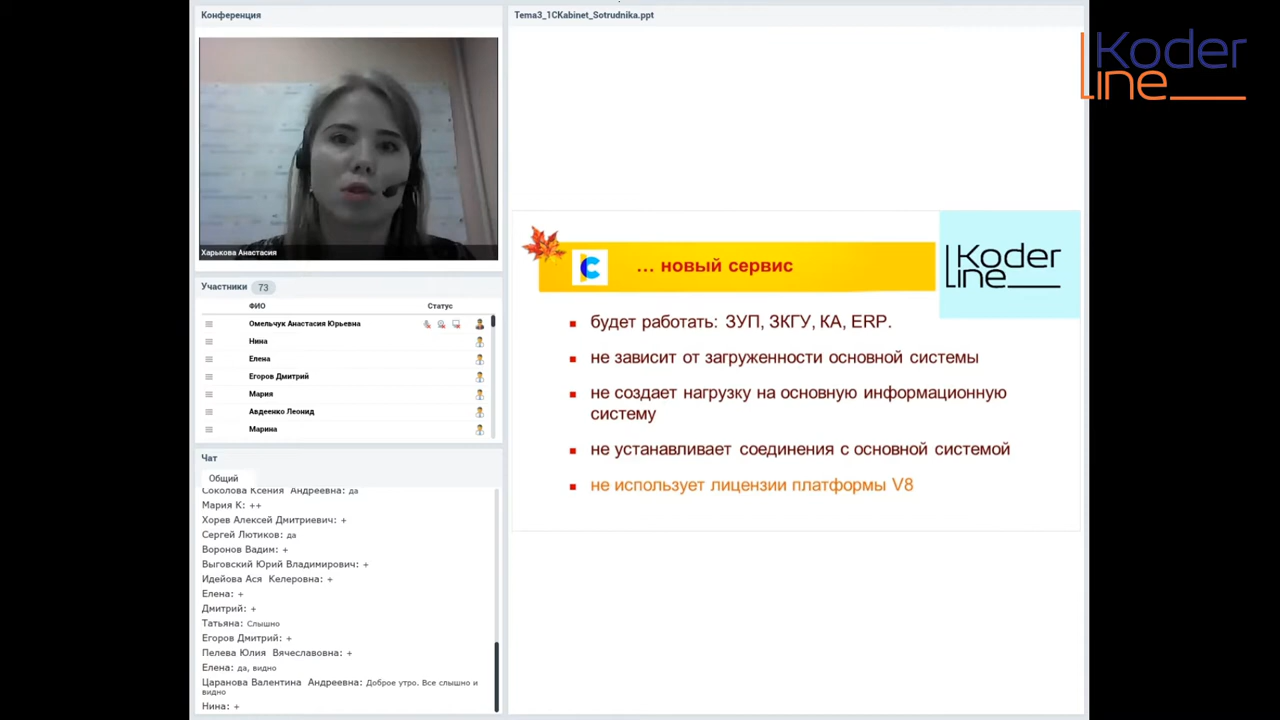 Конференция
Харькова Анастасия
Участники 73
ФИО Статус
Омельчук Анастасия Юрьевна
Нина
Елена
Егоров Дмитрий
Мария
Авдеенко Леонид
Марина
Чат
Общий
Соколова Ксения Андреевна: да
Мария К: ++
Хорев Алексей Дмитриевич: +
Сергей Лютиков: да
Воронов Вадим: +
Выговский Юрий Владимирович: +
Идейова Ася Келеровна: +
Елена: +
Дмитрий: +
Татьяна: Слышно
Егоров Дмитрий: +
Пелева Юлия Вячеславовна: +
Елена: да, видно
Царанова Валентина Андреевна: Доброе утро. Все слышно и
видно
Нина: +
Tema3_1CKabinet_Sotrudnika.ppt
... новый сервис
Koder
line
будет работать: ЗУП, ЗКГУ, КА, ERP.
не зависит от загруженности основной системы
не создает нагрузку на основную информационную
систему
не устанавливает соединения с основной системой
не использует лицензии платформы V8
Koder
line